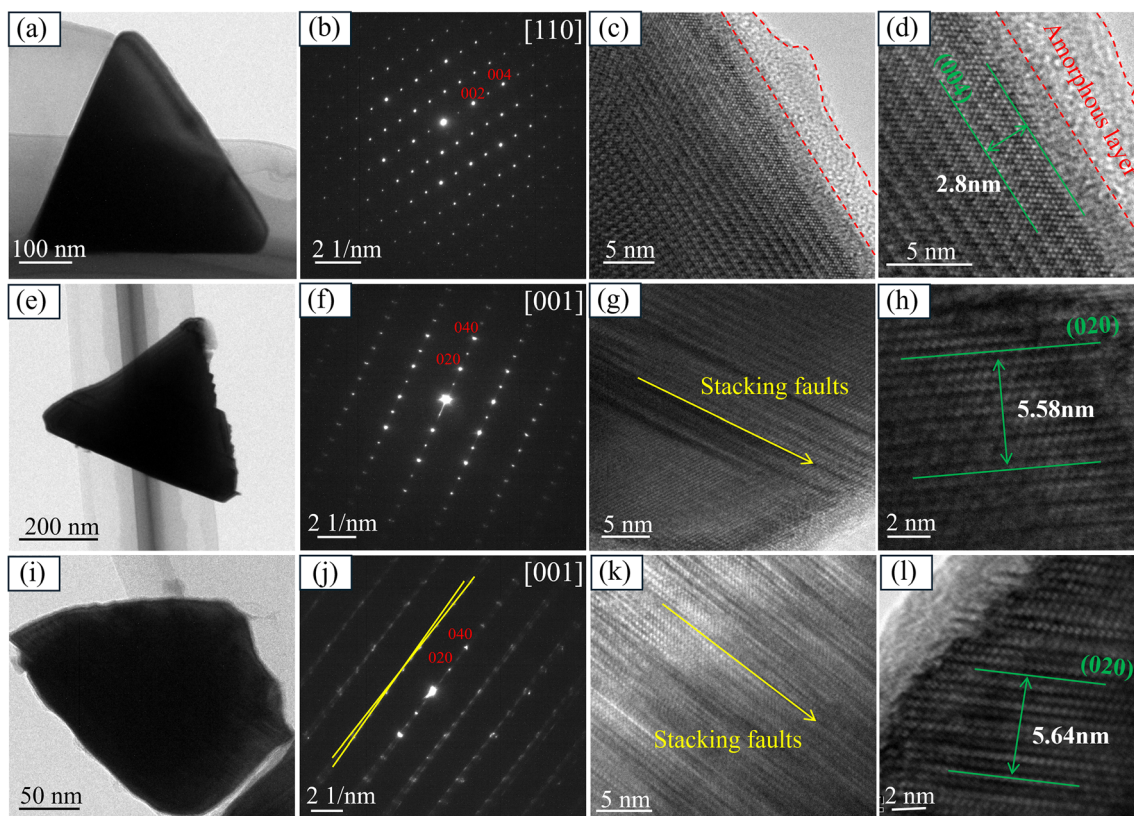 (a)
100 nm
(b)
[110]
004
002
2 1/nm
(c)
5 nm
(d)
(004)
Amorphous layer
2.8nm
5 nm
(e)
200 nm
(f)
[001]
040
020
2 1/nm
(g)
Stacking faults
5 nm
(h)
(020)
5.58nm
2 nm
(i)
50 nm
(j)
[001]
040
020
2 1/nm
(k)
Stacking faults
5 nm
(l)
(020)
5.64nm
2 nm